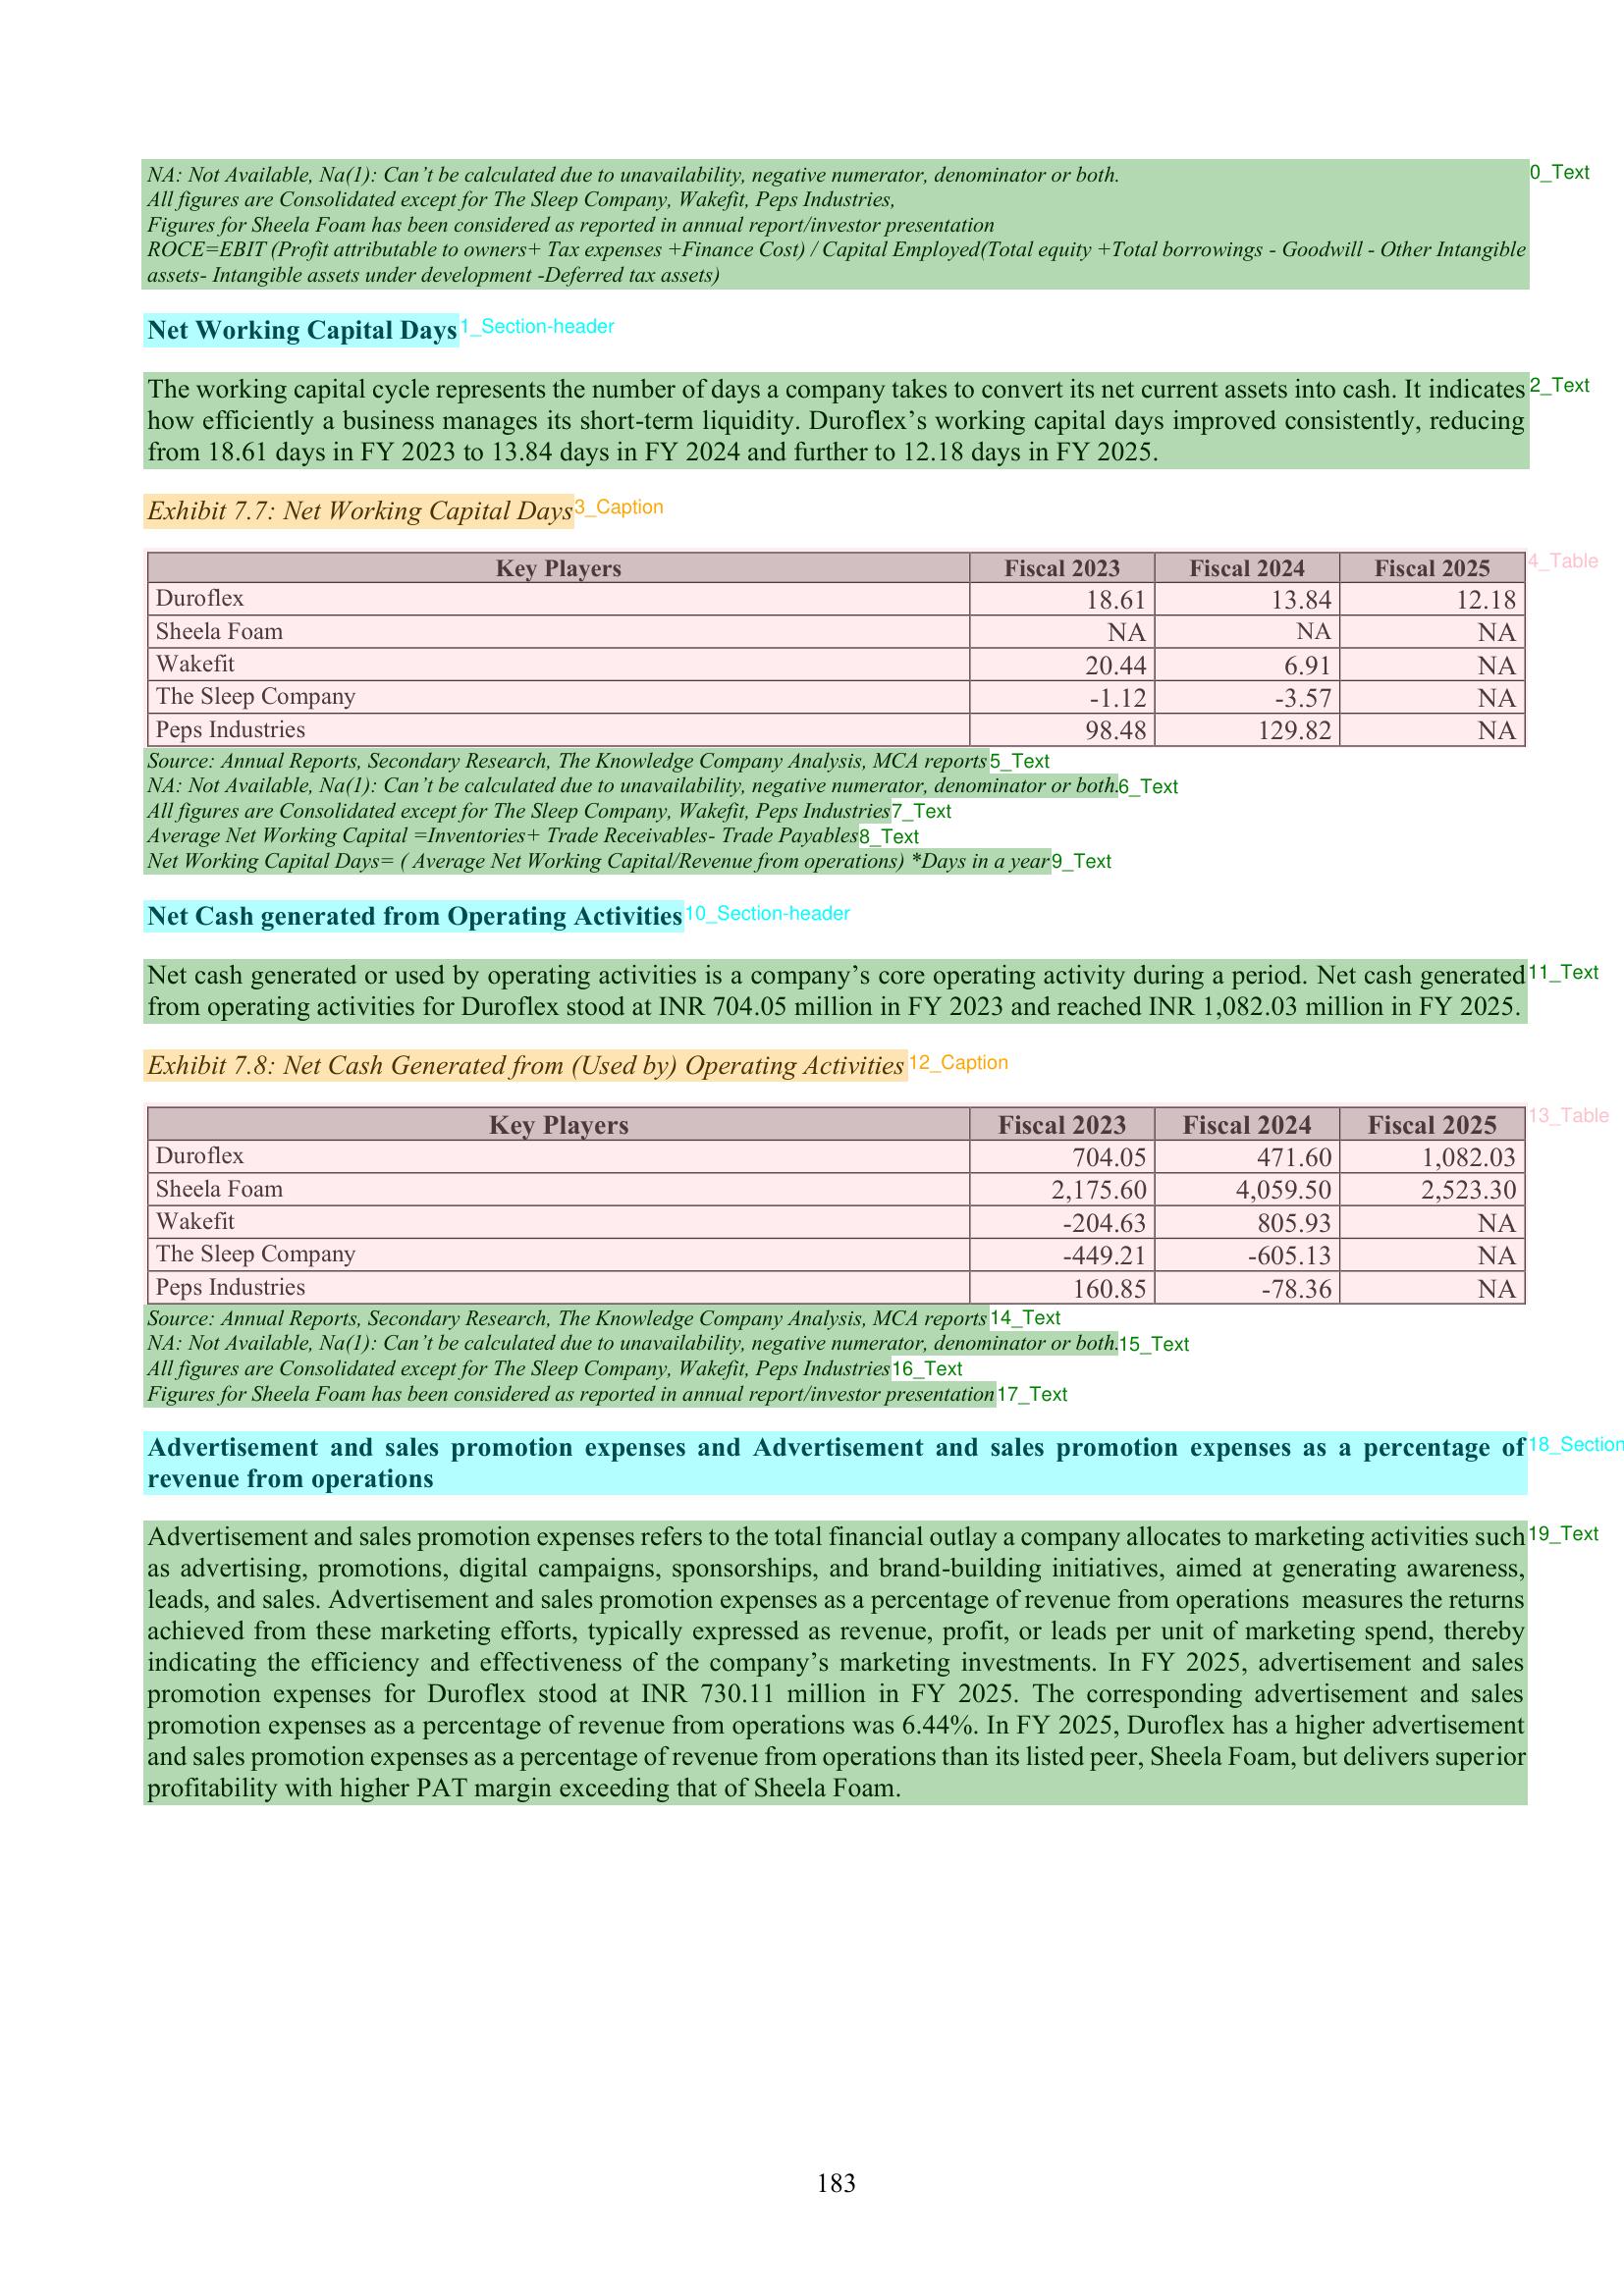 NA: Not Available, Na(1): Can’t be calculated due to unavailability, negative numerator, denominator or both.
0_Text
All figures are Consolidated except for The Sleep Company, Wakefit, Peps Industries,
Figures for Sheela Foam has been considered as reported in annual report/investor presentation
ROCE=EBIT (Profit attributable to owners+ Tax expenses +Finance Cost) / Capital Employed(Total equity +Total borrowings - Goodwill - Other Intangible
assets- Intangible assets under development -Deferred tax assets)
Net Working Capital Days 1_Section-header
The working capital cycle represents the number of days a company takes to convert its net current assets into cash. It indicates 2_Text
how efficiently a business manages its short-term liquidity. Duroflex’s working capital days improved consistently, reducing
from 18.61 days in FY 2023 to 13.84 days in FY 2024 and further to 12.18 days in FY 2025.
Exhibit 7.7: Net Working Capital Days 3_Caption
Key Players Fiscal 2023 Fiscal 2024 Fiscal 2025 4_Table
Duroflex 18.61 13.84 12.18
Sheela Foam NA NA NA
Wakefit 20.44 6.91 NA
The Sleep Company -1.12 -3.57 NA
Peps Industries 98.48 129.82 NA
Source: Annual Reports, Secondary Research, The Knowledge Company Analysis, MCA reports 5_Text
NA: Not Available, Na(1): Can’t be calculated due to unavailability, negative numerator, denominator or both. 6_Text
All figures are Consolidated except for The Sleep Company, Wakefit, Peps Industries 7_Text
Average Net Working Capital =Inventories+ Trade Receivables- Trade Payables 8_Text
Net Working Capital Days= ( Average Net Working Capital/Revenue from operations) *Days in a year 9_Text
Net Cash generated from Operating Activities 10_Section-header
Net cash generated or used by operating activities is a company’s core operating activity during a period. Net cash generated 11_Text
from operating activities for Duroflex stood at INR 704.05 million in FY 2023 and reached INR 1,082.03 million in FY 2025.
Exhibit 7.8: Net Cash Generated from (Used by) Operating Activities 12_Caption
Key Players Fiscal 2023 Fiscal 2024 Fiscal 2025 13_Table
Duroflex 704.05 471.60 1,082.03
Sheela Foam 2,175.60 4,059.50 2,523.30
Wakefit -204.63 805.93 NA
The Sleep Company -449.21 -605.13 NA
Peps Industries 160.85 -78.36 NA
Source: Annual Reports, Secondary Research, The Knowledge Company Analysis, MCA reports 14_Text
NA: Not Available, Na(1): Can’t be calculated due to unavailability, negative numerator, denominator or both. 15_Text
All figures are Consolidated except for The Sleep Company, Wakefit, Peps Industries 16_Text
Figures for Sheela Foam has been considered as reported in annual report/investor presentation 17_Text
Advertisement and sales promotion expenses and Advertisement and sales promotion expenses as a percentage of 18_Section
revenue from operations
Advertisement and sales promotion expenses refers to the total financial outlay a company allocates to marketing activities such 19_Text
as advertising, promotions, digital campaigns, sponsorships, and brand-building initiatives, aimed at generating awareness,
leads, and sales. Advertisement and sales promotion expenses as a percentage of revenue from operations measures the returns
achieved from these marketing efforts, typically expressed as revenue, profit, or leads per unit of marketing spend, thereby
indicating the efficiency and effectiveness of the company’s marketing investments. In FY 2025, advertisement and sales
promotion expenses for Duroflex stood at INR 730.11 million in FY 2025. The corresponding advertisement and sales
promotion expenses as a percentage of revenue from operations was 6.44%. In FY 2025, Duroflex has a higher advertisement
and sales promotion expenses as a percentage of revenue from operations than its listed peer, Sheela Foam, but delivers superior
profitability with higher PAT margin exceeding that of Sheela Foam.
183